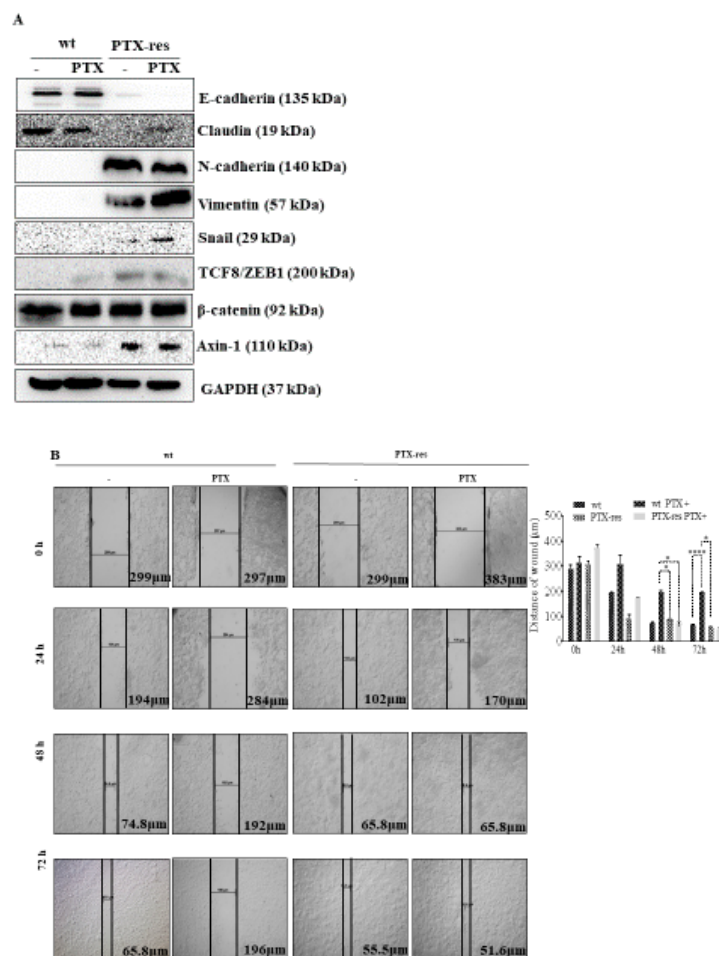 A
wt PTX-res
- PTX - PTX
E-cadherin (135 kDa)
Claudin (19 kDa)
N-cadherin (140 kDa)
Vimentin (57 kDa)
Snail (29 kDa)
TCF8/ZEB1 (200 kDa)
β-catenin (92 kDa)
Axin-1 (110 kDa)
GAPDH (37 kDa)
B
wt PTX-res
- PTX - PTX
0 h
299μm 297μm 299μm 383μm
24 h
194μm 284μm 102μm 170μm
48 h
74.8μm 192μm 65.8μm 65.8μm
72 h
65.8μm 196μm 55.5μm 51.6μm
wt wt PTX+
PTX-res PTX-res PTX+
Distance of wound (μm)
500
400
300
200
100
0
* * **** *
0h 24h 48h 72h